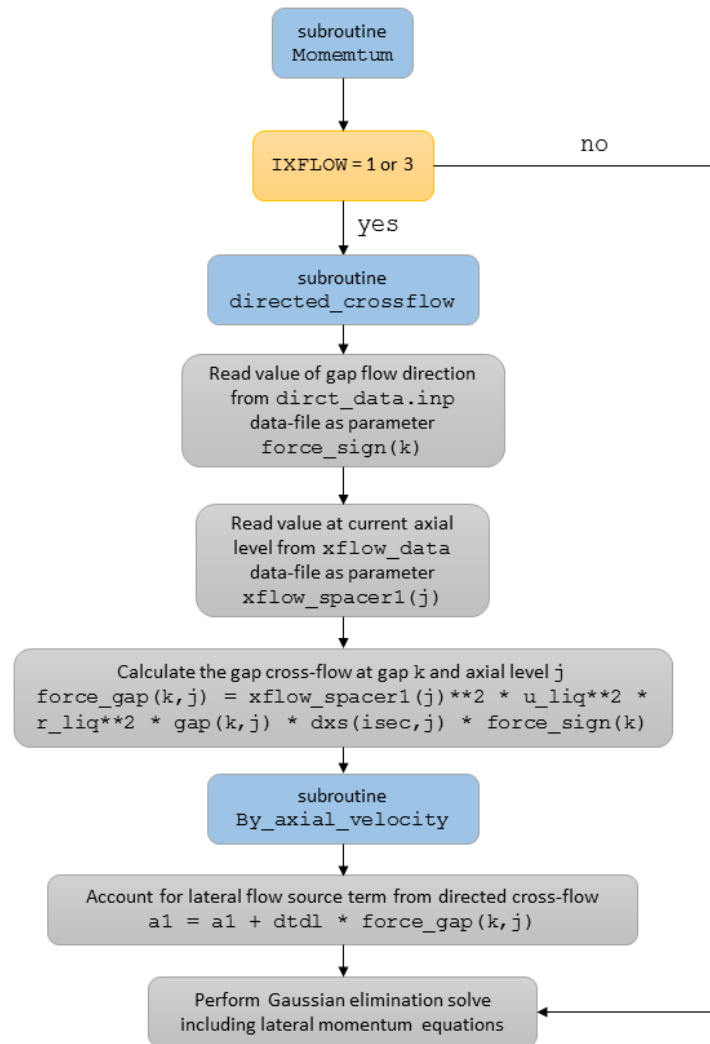 subroutine
Momemtum
IXFLOW = 1 or 3
no
yes
subroutine
directed_crossflow
Read value of gap flow direction
from dirct_data.inp
data-file as parameter
force_sign(k)
Read value at current axial
level from xflow_data
data-file as parameter
xflow_spacer1(j)
Calculate the gap cross-flow at gap k and axial level j
force_gap(k,j) = xflow_spacer1(j)**2 * u_liq**2 *
r_liq**2 * gap(k,j) * dxs(isec,j) * force_sign(k)
subroutine
By_axial_velocity
Account for lateral flow source term from directed cross-flow
a1 = a1 + dtdl * force_gap(k,j)
Perform Gaussian elimination solve
including lateral momentum equations